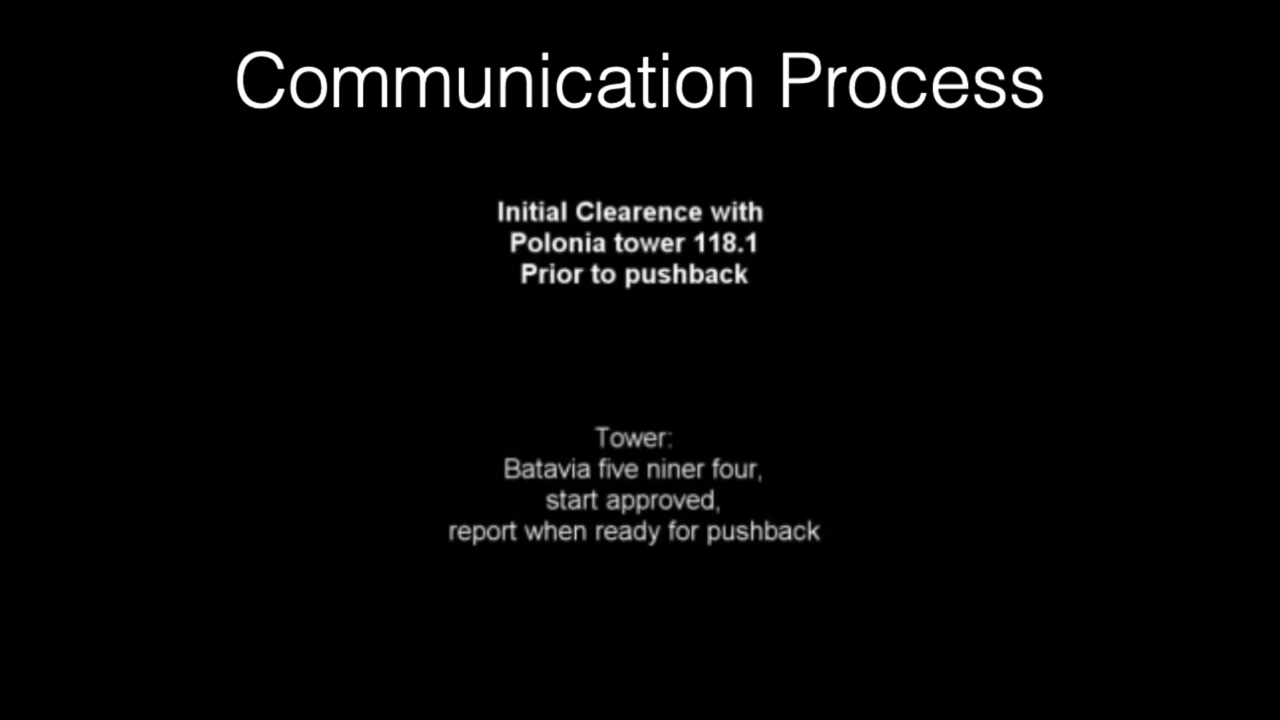 Communication Process
Initial Clearence with
Polonia tower 118.1
Prior to pushback
Tower:
Batavia five niner four,
start approved,
report when ready for pushback